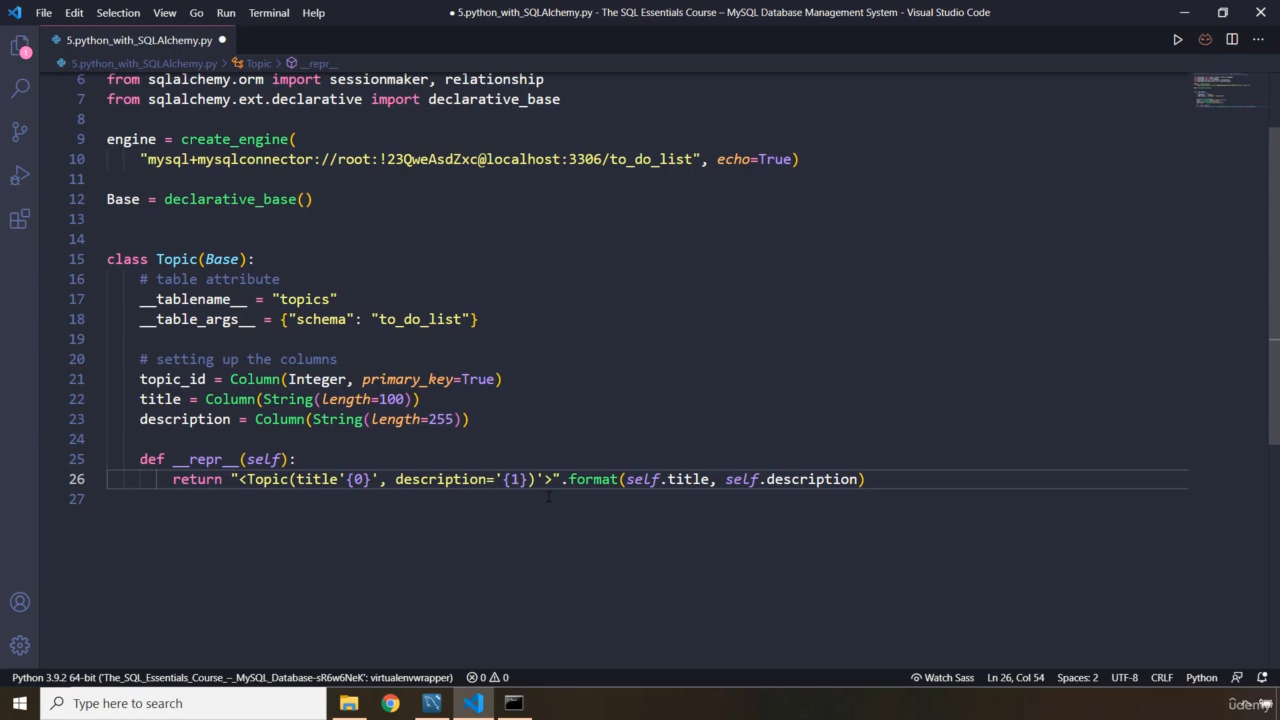 File Edit Selection View Go Run Terminal Help ● 5.python_with_SQLAlchemy.py - The SQL Essentials Course – MySQL Database Management System - Visual Studio Code
5.python_with_SQLAlchemy.py ●
5.python_with_SQLAlchemy.py > Topic > __repr__
1
6 from sqlalchemy.orm import sessionmaker, relationship
7 from sqlalchemy.ext.declarative import declarative_base
8
9 engine = create_engine(
10 "mysql+mysqlconnector://root:!23QweAsdZxc@localhost:3306/to_do_list", echo=True)
11
12 Base = declarative_base()
13
14
15 class Topic(Base):
16 # table attribute
17 __tablename__ = "topics"
18 __table_args__ = {"schema": "to_do_list"}
19
20 # setting up the columns
21 topic_id = Column(Integer, primary_key=True)
22 title = Column(String(length=100))
23 description = Column(String(length=255))
24
25 def __repr__(self):
26 return "<Topic(title'{0}', description='{1})'>".format(self.title, self.description)
27
Python 3.9.2 64-bit ('The_SQL_Essentials_Course_–_MySQL_Database-sR6w6NeK': virtualenvwrapper) 0 0 Watch Sass Ln 26, Col 54 Spaces: 2 UTF-8 CRLF Python
Type here to search
udemy